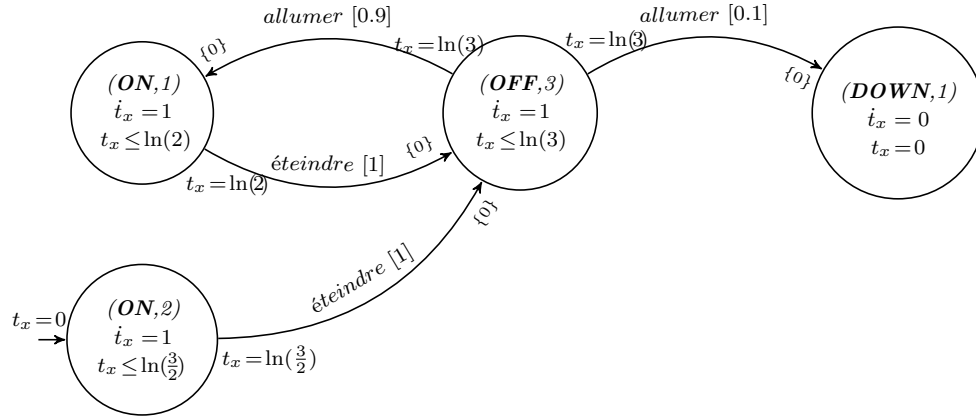 allumer [0.9]
allumer [0.1]
{0}
t_x = ln(3)
t_x = ln(3)
{0}
(ON,1)
ṫ_x = 1
t_x ≤ ln(2)
(OFF,3)
ṫ_x = 1
t_x ≤ ln(3)
(DOWN,1)
ṫ_x = 0
t_x = 0
{0}
éteindre [1]
t_x = ln(2)
{0}
éteindre [1]
t_x = 0
(ON,2)
ṫ_x = 1
t_x ≤ ln(3/2)
t_x = ln(3/2)